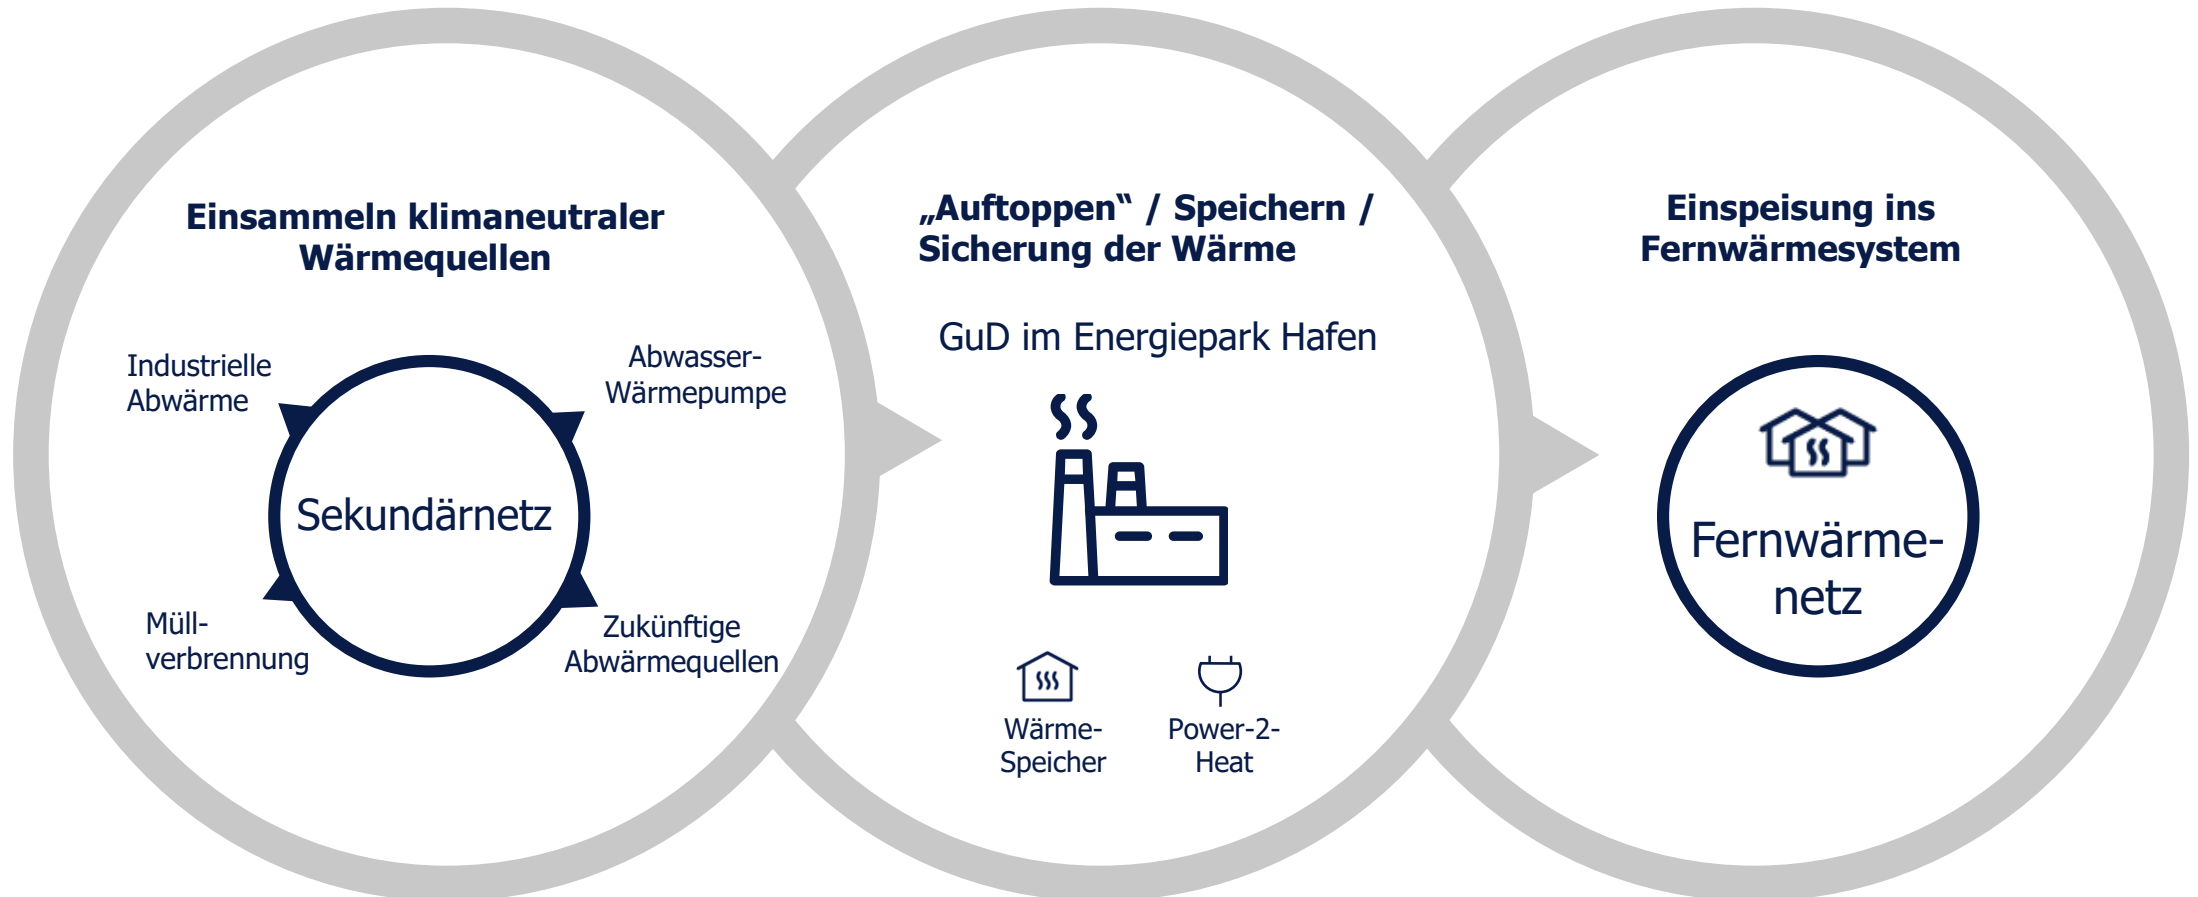 Einsammeln klimaneutraler
Wärmequellen
Industrielle
Abwärme
Abwasser-
Wärmepumpe
Sekundärnetz
Müll-
verbrennung
Zukünftige
Abwärmequellen
„Auftoppen“ / Speichern /
Sicherung der Wärme
GuD im Energiepark Hafen
Wärme-
Speicher
Power-2-
Heat
Einspeisung ins
Fernwärmesystem
Fernwärme-
netz